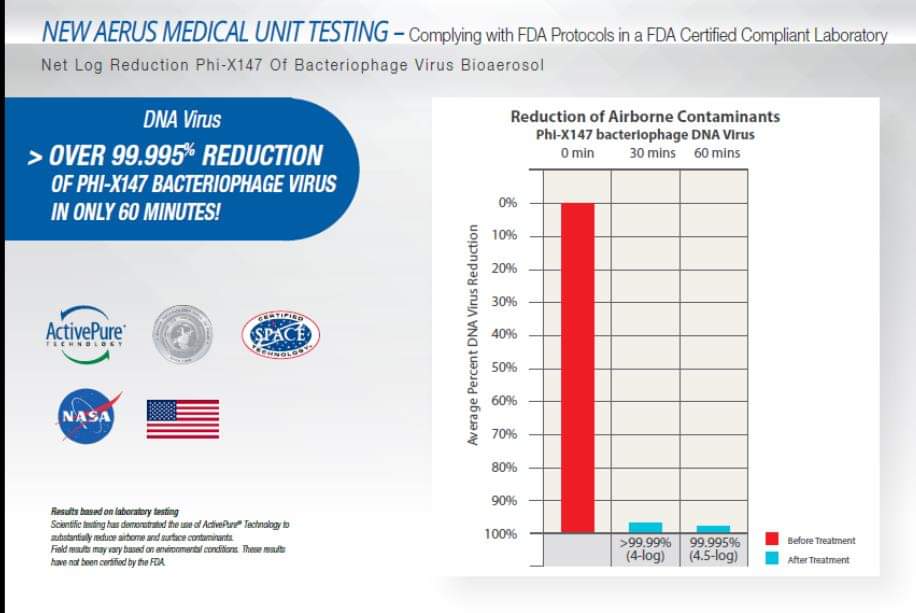 NEW AERUS MEDICAL UNIT TESTING – Complying with FDA Protocols in a FDA Certified Compliant Laboratory
Net Log Reduction Phi-X147 Of Bacteriophage Virus Bioaerosol
DNA Virus
> OVER 99.995% REDUCTION
OF PHI-X147 BACTERIOPHAGE VIRUS
IN ONLY 60 MINUTES!
ActivePure®
TECHNOLOGY
CERTIFIED
SPACE
TECHNOLOGY
NASA
Results based on laboratory testing
Scientific testing has demonstrated the use of ActivePure® Technology to
substantially reduce airborne and surface contaminants.
Field results may vary based on environmental conditions. These results
have not been certified by the FDA.
Reduction of Airborne Contaminants
PhI-X147 bacteriophage DNA Virus
0 min 30 mins 60 mins
Average Percent DNA Virus Reduction
0%
10%
20%
30%
40%
50%
60%
70%
80%
90%
100%
>99.99% 99.995%
(4-log) (4.5-log)
Before Treatment
After Treatment